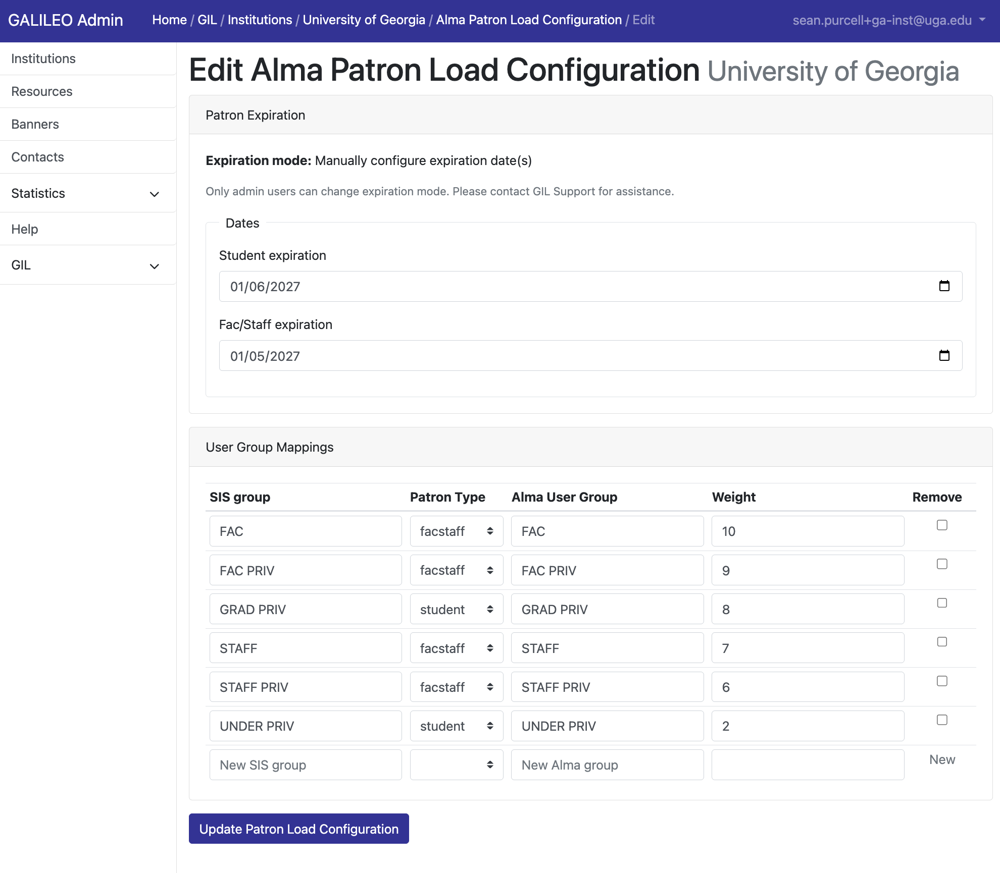 GALILEO Admin
Home / GIL / Institutions / University of Georgia / Alma Patron Load Configuration / Edit
sean.purcell+ga-inst@uga.edu
Institutions
Resources
Banners
Contacts
Statistics
Help
GIL
Edit Alma Patron Load Configuration University of Georgia
Patron Expiration
Expiration mode: Manually configure expiration date(s)
Only admin users can change expiration mode. Please contact GIL Support for assistance.
Dates
Student expiration
01/06/2027
Fac/Staff expiration
01/05/2027
User Group Mappings
SIS group Patron Type Alma User Group Weight Remove
FAC facstaff FAC 10
FAC PRIV facstaff FAC PRIV 9
GRAD PRIV student GRAD PRIV 8
STAFF facstaff STAFF 7
STAFF PRIV facstaff STAFF PRIV 6
UNDER PRIV student UNDER PRIV 2
New SIS group New Alma group New
Update Patron Load Configuration